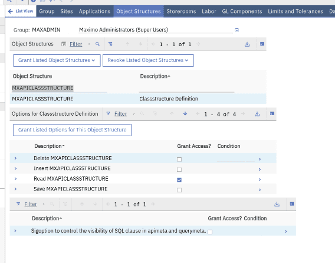 List View Group Sites Applications Object Structures Storerooms Labor GL Components Limits and Tolerances
Group: MAXADMIN Maximo Administrators (Super Users)
Object Structures Filter 1 - 1 of 1
Grant Listed Object Structures Revoke Listed Object Structures
Object Structure Description
MXAPICLASSSTRUCTURE
MXAPICLASSSTRUCTURE Classstructure Definition
Options for Classstructure Definition Filter 1 - 4 of 4
Grant Listed Options for This Object Structure
Description Grant Access? Condition
Delete MXAPICLASSSTRUCTURE
Insert MXAPICLASSSTRUCTURE
Read MXAPICLASSSTRUCTURE
Save MXAPICLASSSTRUCTURE
Filter 1 - 1 of 1
Description Grant Access? Condition
to control the visibility of SQL clause in apimeta and querymeta.